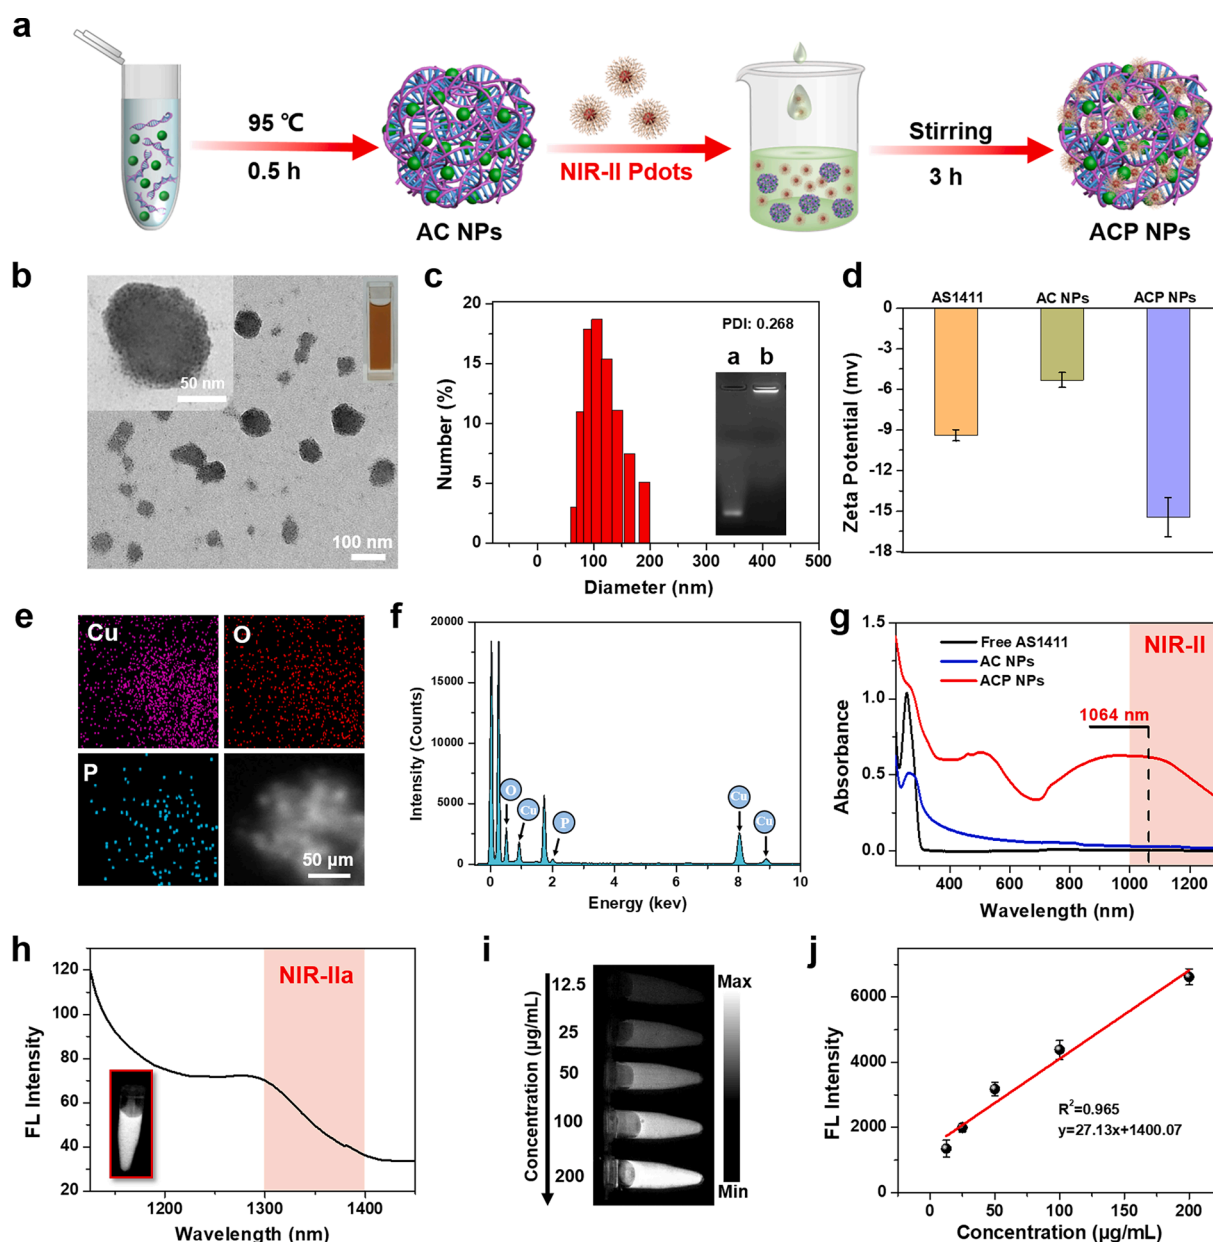 a
95 ℃
0.5 h
AC NPs
NIR-II Pdots
Stirring
3 h
ACP NPs
b
50 nm
100 nm
c
PDI: 0.268
a b
Number (%)
20
15
10
5
0
0 100 200 300 400 500
Diameter (nm)
d
AS1411 AC NPs ACP NPs
Zeta Potential (mv)
0
-3
-6
-9
-12
-15
-18
e
Cu
O
P
50 μm
f
Intensity (Counts)
20000
15000
10000
5000
0
O
Cu
P
Cu
Cu
0 2 4 6 8 10
Energy (kev)
g
Free AS1411
AC NPs
ACP NPs
NIR-II
1064 nm
Absorbance
1.5
1.0
0.5
0.0
400 600 800 1000 1200
Wavelength (nm)
h
NIR-IIa
FL Intensity
120
100
80
60
40
20
1200 1300 1400
Wavelength (nm)
i
Concentration (μg/mL)
12.5
25
50
100
200
Max
Min
j
FL Intensity
6000
4000
2000
0
R²=0.965
y=27.13x+1400.07
0 50 100 150 200
Concentration (μg/mL)